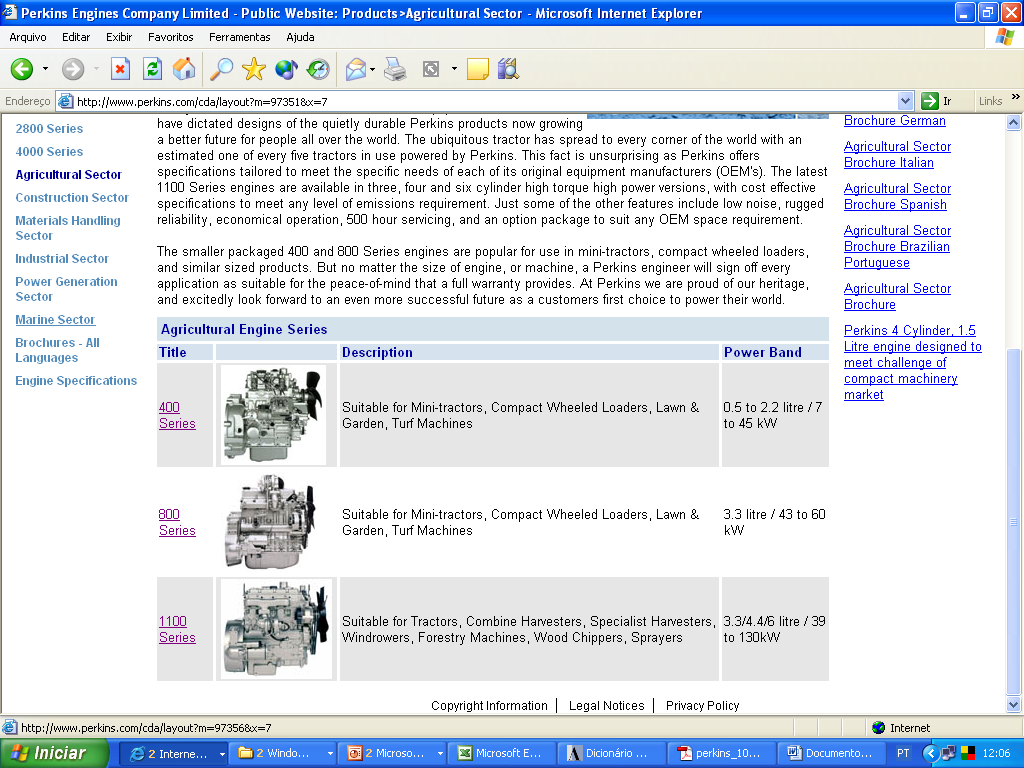 Perkins Engines Company Limited - Public Website: Products>Agricultural Sector - Microsoft Internet Explorer
Arquivo Editar Exibir Favoritos Ferramentas Ajuda
Endereço http://www.perkins.com/cda/layout?m=97351&x=7 Ir Links »
2800 Series
4000 Series
Agricultural Sector
Construction Sector
Materials Handling
Sector
Industrial Sector
Power Generation
Sector
Marine Sector
Brochures - All
Languages
Engine Specifications
have dictated designs of the quietly durable Perkins products now growing
a better future for people all over the world. The ubiquitous tractor has spread to every corner of the world with an
estimated one of every five tractors in use powered by Perkins. This fact is unsurprising as Perkins offers
specifications tailored to meet the specific needs of each of its original equipment manufacturers (OEM's). The latest
1100 Series engines are available in three, four and six cylinder high torque high power versions, with cost effective
specifications to meet any level of emissions requirement. Just some of the other features include low noise, rugged
reliability, economical operation, 500 hour servicing, and an option package to suit any OEM space requirement.
The smaller packaged 400 and 800 Series engines are popular for use in mini-tractors, compact wheeled loaders,
and similar sized products. But no matter the size of engine, or machine, a Perkins engineer will sign off every
application as suitable for the peace-of-mind that a full warranty provides. At Perkins we are proud of our heritage,
and excitedly look forward to an even more successful future as a customers first choice to power their world.
Agricultural Engine Series
Title Description Power Band
400
Series
Suitable for Mini-tractors, Compact Wheeled Loaders, Lawn &
Garden, Turf Machines
0.5 to 2.2 litre / 7
to 45 kW
800
Series
Suitable for Mini-tractors, Compact Wheeled Loaders, Lawn &
Garden, Turf Machines
3.3 litre / 43 to 60
kW
1100
Series
Suitable for Tractors, Combine Harvesters, Specialist Harvesters,
Windrowers, Forestry Machines, Wood Chippers, Sprayers
3.3/4.4/6 litre / 39
to 130kW
Copyright Information | Legal Notices | Privacy Policy
Brochure German
Agricultural Sector
Brochure Italian
Agricultural Sector
Brochure Spanish
Agricultural Sector
Brochure Brazilian
Portuguese
Agricultural Sector
Brochure
Perkins 4 Cylinder, 1.5
Litre engine designed to
meet challenge of
compact machinery
market
http://www.perkins.com/cda/layout?m=97356&x=7 Internet
Iniciar 2 Interne... 2 Windo... 2 Microso... Microsoft E... Dicionário ... perkins_10... Documento... PT 12:06